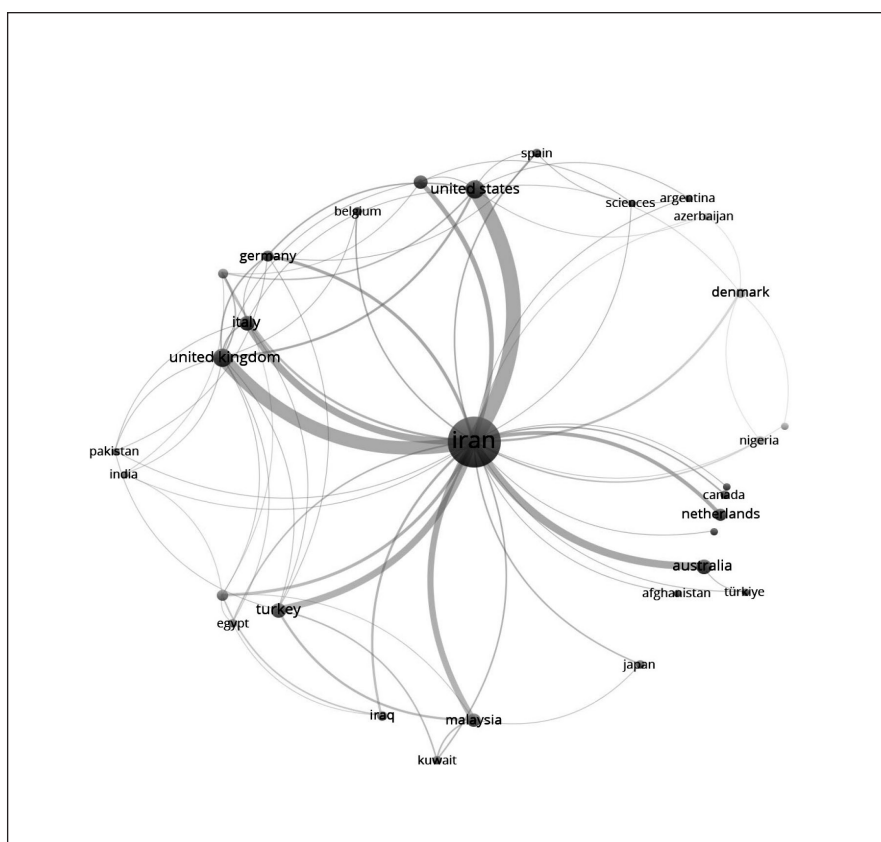 spain
united states
sciences
argentina
belgium
azerbaijan
germany
denmark
italy
united kingdom
iran
nigeria
pakistan
india
canada
netherlands
australia
afghanistan
türkiye
turkey
egypt
japan
iraq
malaysia
kuwait